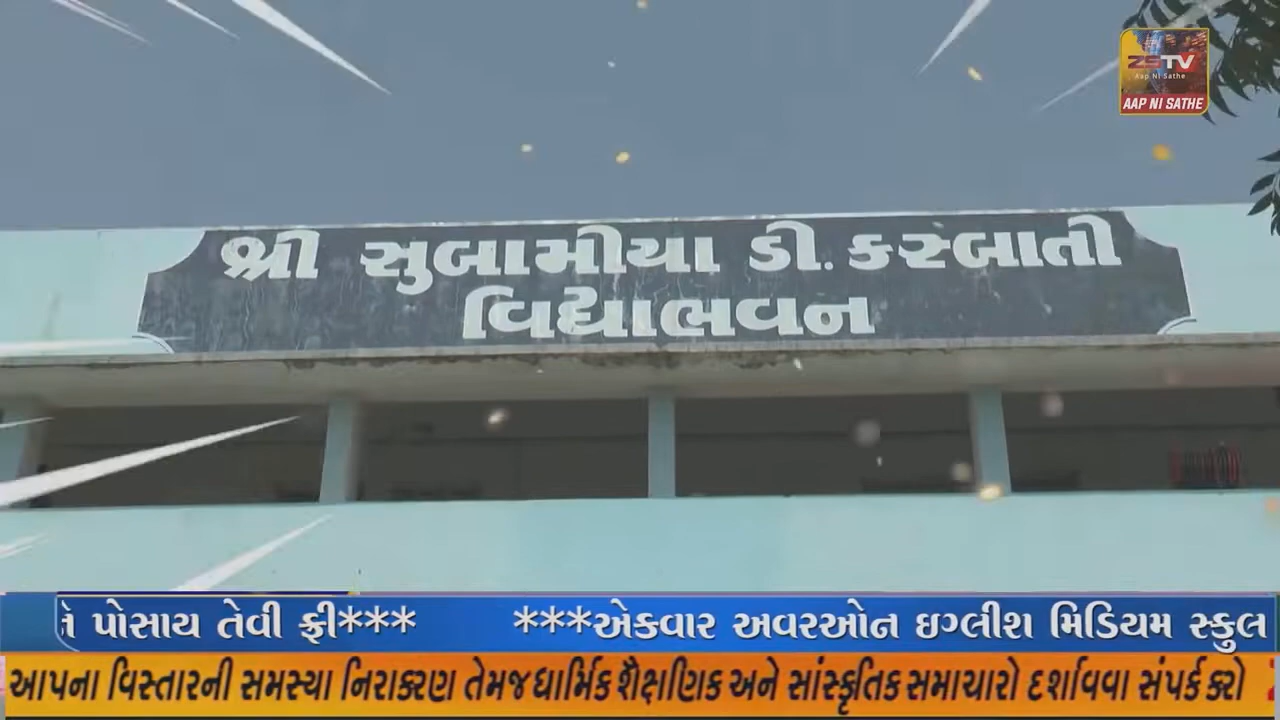 25TV
Aap Ni Sathe
AAP NI SATHE
શ્રી સુબામીયા ડી. કરબાતી
વિદ્યાભવન
પોસાય તેવી ફ્રી*** ***એકવાર અવરઓન ઇગ્લીશ મિડિયમ સ્કુલ
આપના વિસ્તારની સમસ્યા નિરાકરણ તેમજ ધાર્મિક શૈક્ષણિક અને સાંસ્કૃતિક સમાચારો દર્શાવવા સંપર્ક કરો